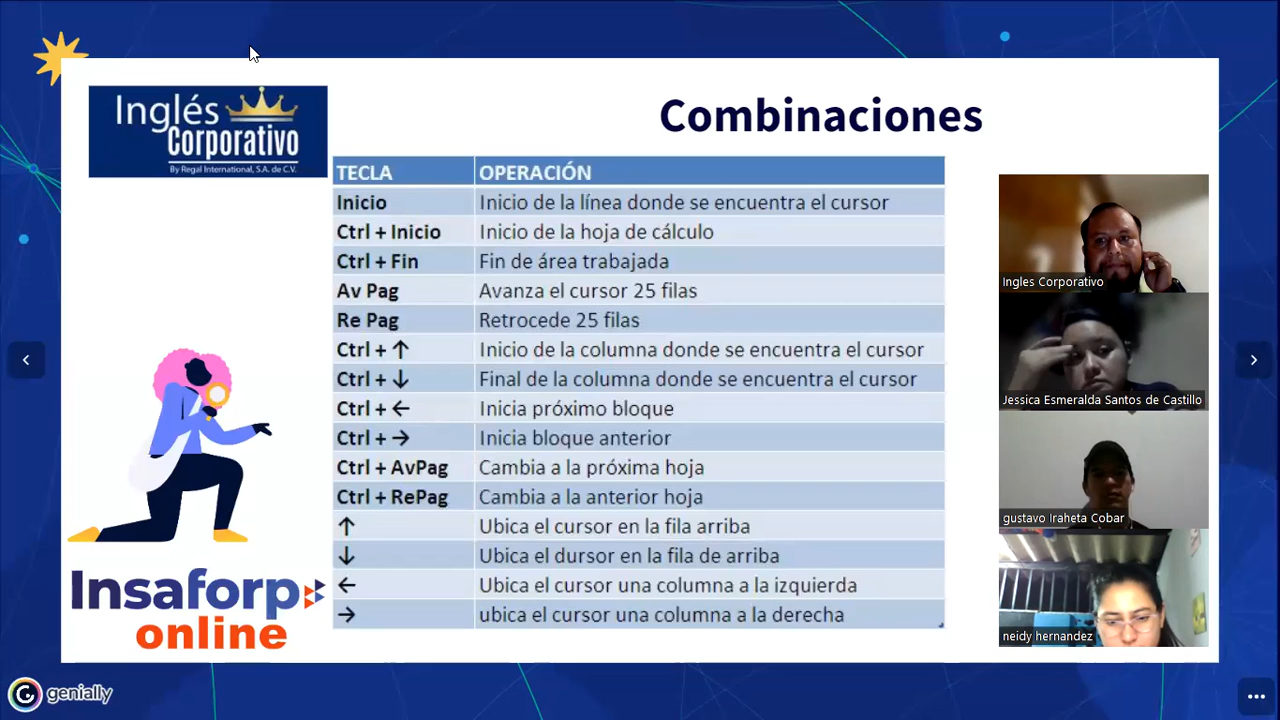 Inglés
Corporativo
By Regal International, S.A. de C.V.
Combinaciones
TECLA OPERACIÓN
Inicio Inicio de la línea donde se encuentra el cursor
Ctrl + Inicio Inicio de la hoja de cálculo
Ctrl + Fin Fin de área trabajada
Av Pag Avanza el cursor 25 filas
Re Pag Retrocede 25 filas
Ctrl + ↑ Inicio de la columna donde se encuentra el cursor
Ctrl + ↓ Final de la columna donde se encuentra el cursor
Ctrl + ← Inicia próximo bloque
Ctrl + → Inicia bloque anterior
Ctrl + AvPag Cambia a la próxima hoja
Ctrl + RePag Cambia a la anterior hoja
↑ Ubica el cursor en la fila arriba
↓ Ubica el dursor en la fila de arriba
← Ubica el cursor una columna a la izquierda
→ ubica el cursor una columna a la derecha
Ingles Corporativo
Jessica Esmeralda Santos de Castillo
gustavo Iraheta Cobar
neidy hernandez
Insaforp
online
genially